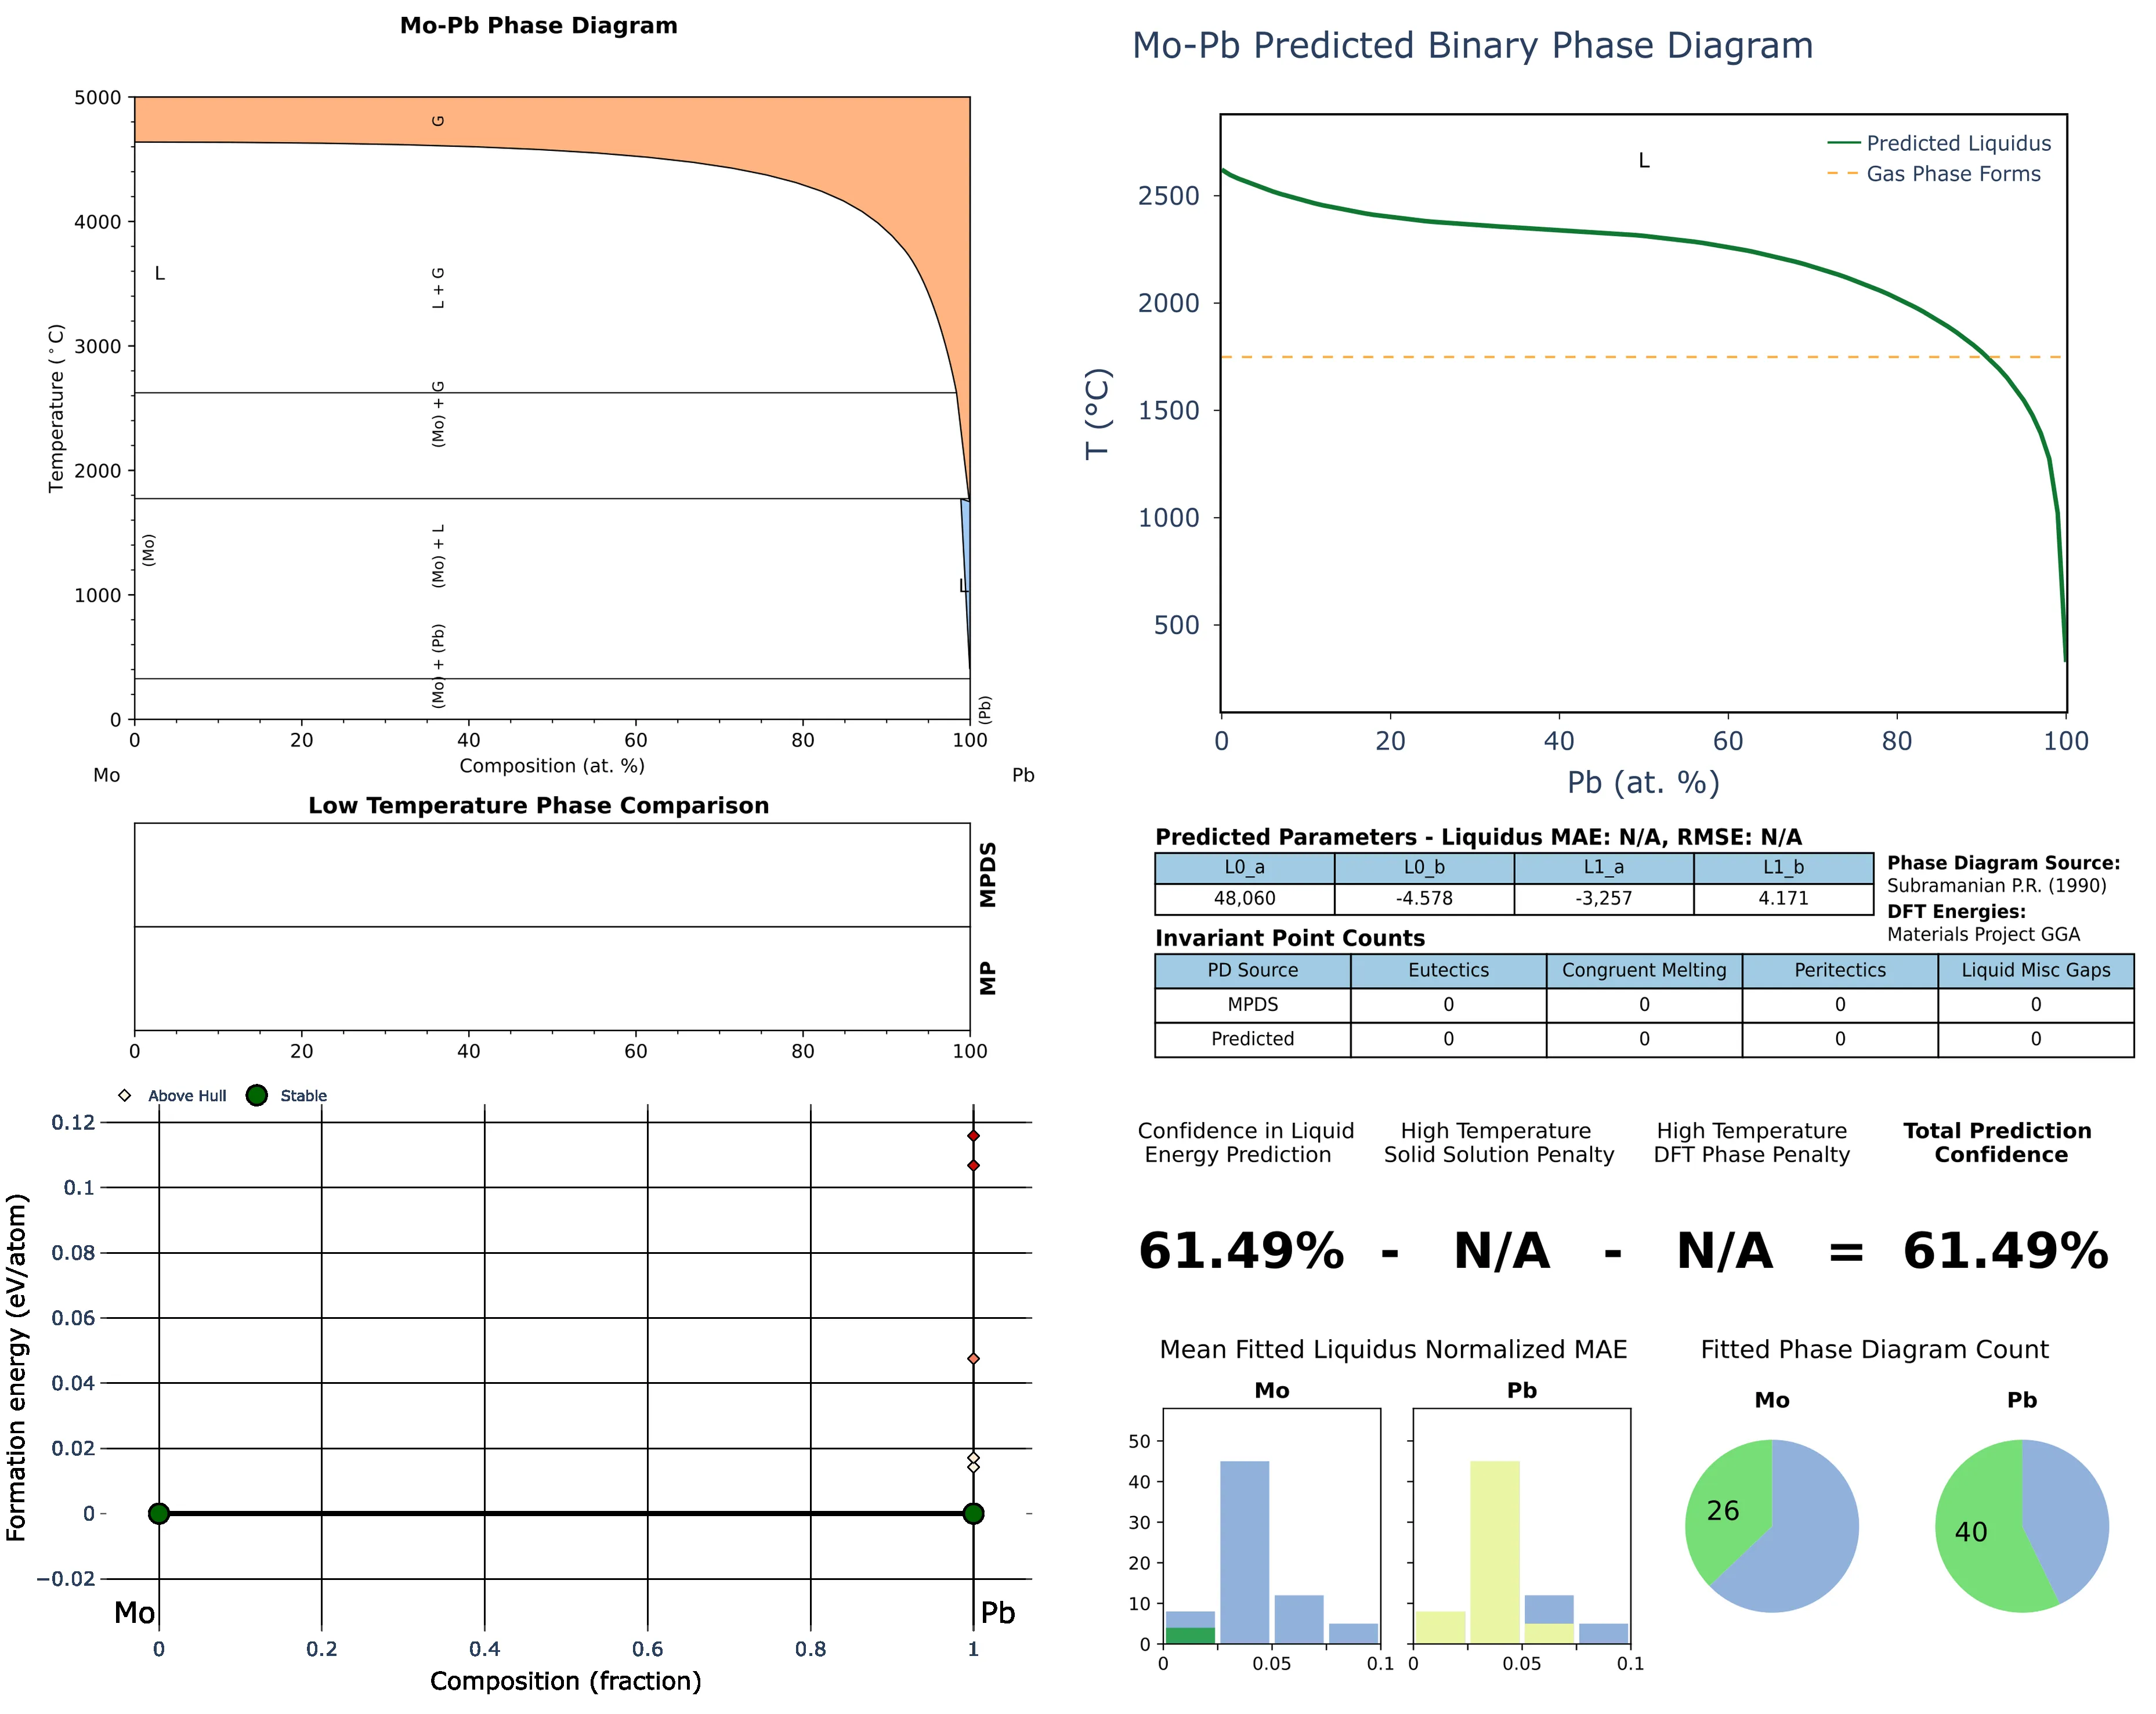 Mo-Pb Phase Diagram
5000
4000
3000
2000
1000
0
Temperature (°C)
G
L
L + G
(Mo) + G
(Mo)
(Mo) + L
L
(Mo) + (Pb)
(Pb)
0 20 40 60 80 100
Mo Composition (at. %) Pb
Low Temperature Phase Comparison
MPDS
MP
0 20 40 60 80 100
Above Hull Stable
0.12
0.1
0.08
0.06
0.04
0.02
0
−0.02
Formation energy (eV/atom)
Mo Pb
0 0.2 0.4 0.6 0.8 1
Composition (fraction)
Mo-Pb Predicted Binary Phase Diagram
L
Predicted Liquidus
Gas Phase Forms
2500
2000
1500
1000
500
T (°C)
0 20 40 60 80 100
Pb (at. %)
Predicted Parameters - Liquidus MAE: N/A, RMSE: N/A
L0_a L0_b L1_a L1_b
48,060 -4.578 -3,257 4.171
Phase Diagram Source:
Subramanian P.R. (1990)
DFT Energies:
Materials Project GGA
Invariant Point Counts
PD Source Eutectics Congruent Melting Peritectics Liquid Misc Gaps
MPDS 0 0 0 0
Predicted 0 0 0 0
Confidence in Liquid High Temperature High Temperature Total Prediction
Energy Prediction Solid Solution Penalty DFT Phase Penalty Confidence
61.49% - N/A - N/A = 61.49%
Mean Fitted Liquidus Normalized MAE
Mo Pb
50
40
30
20
10
0
0 0.05 0.1 0 0.05 0.1
Fitted Phase Diagram Count
Mo Pb
26 40